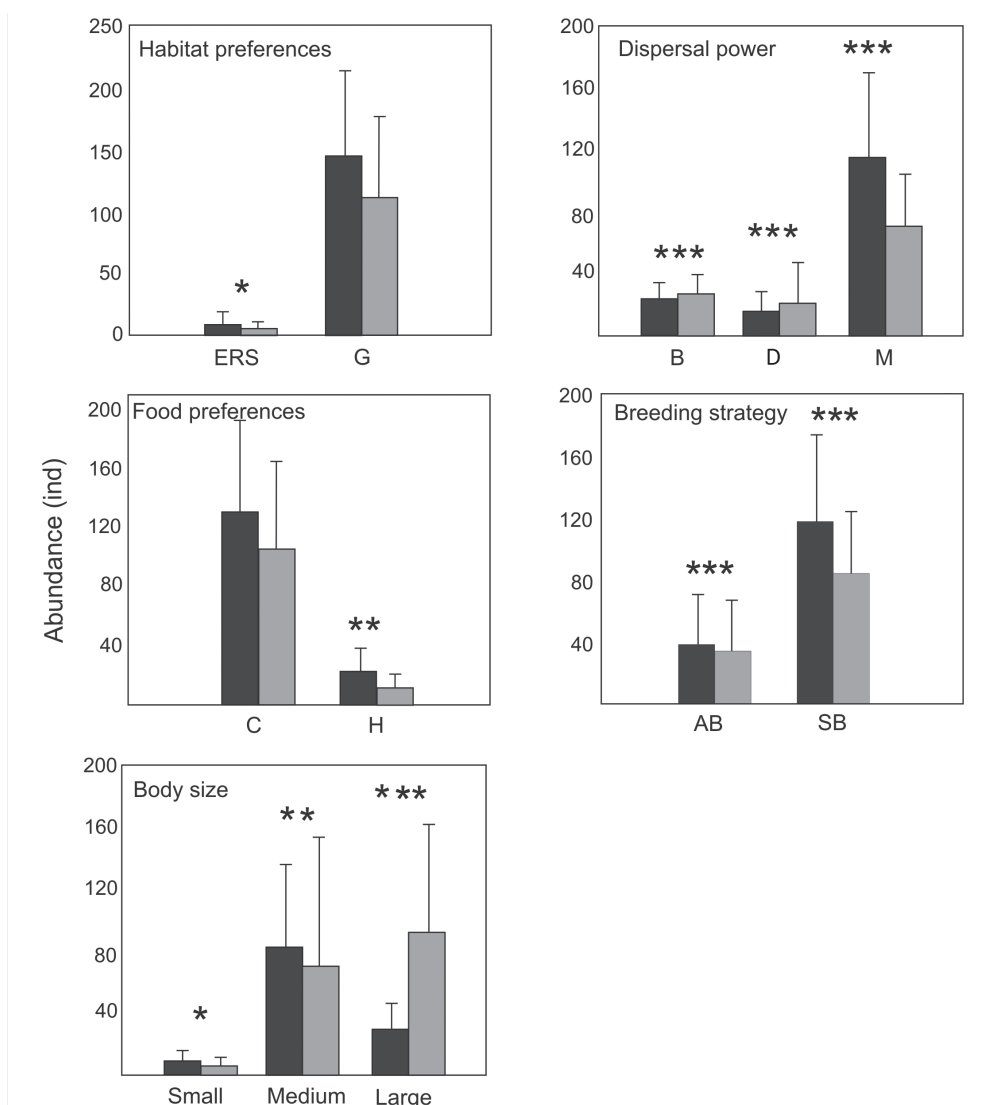 Habitat preferences
250
200
150
100
50
0
*
ERS
G
Dispersal power
200
160
120
80
40
***
***
***
B
D
M
Food preferences
200
160
120
80
40
**
C
H
Abundance (ind)
Breeding strategy
200
160
120
80
40
***
***
AB
SB
Body size
200
160
120
80
40
*
**
***
Small
Medium
Large